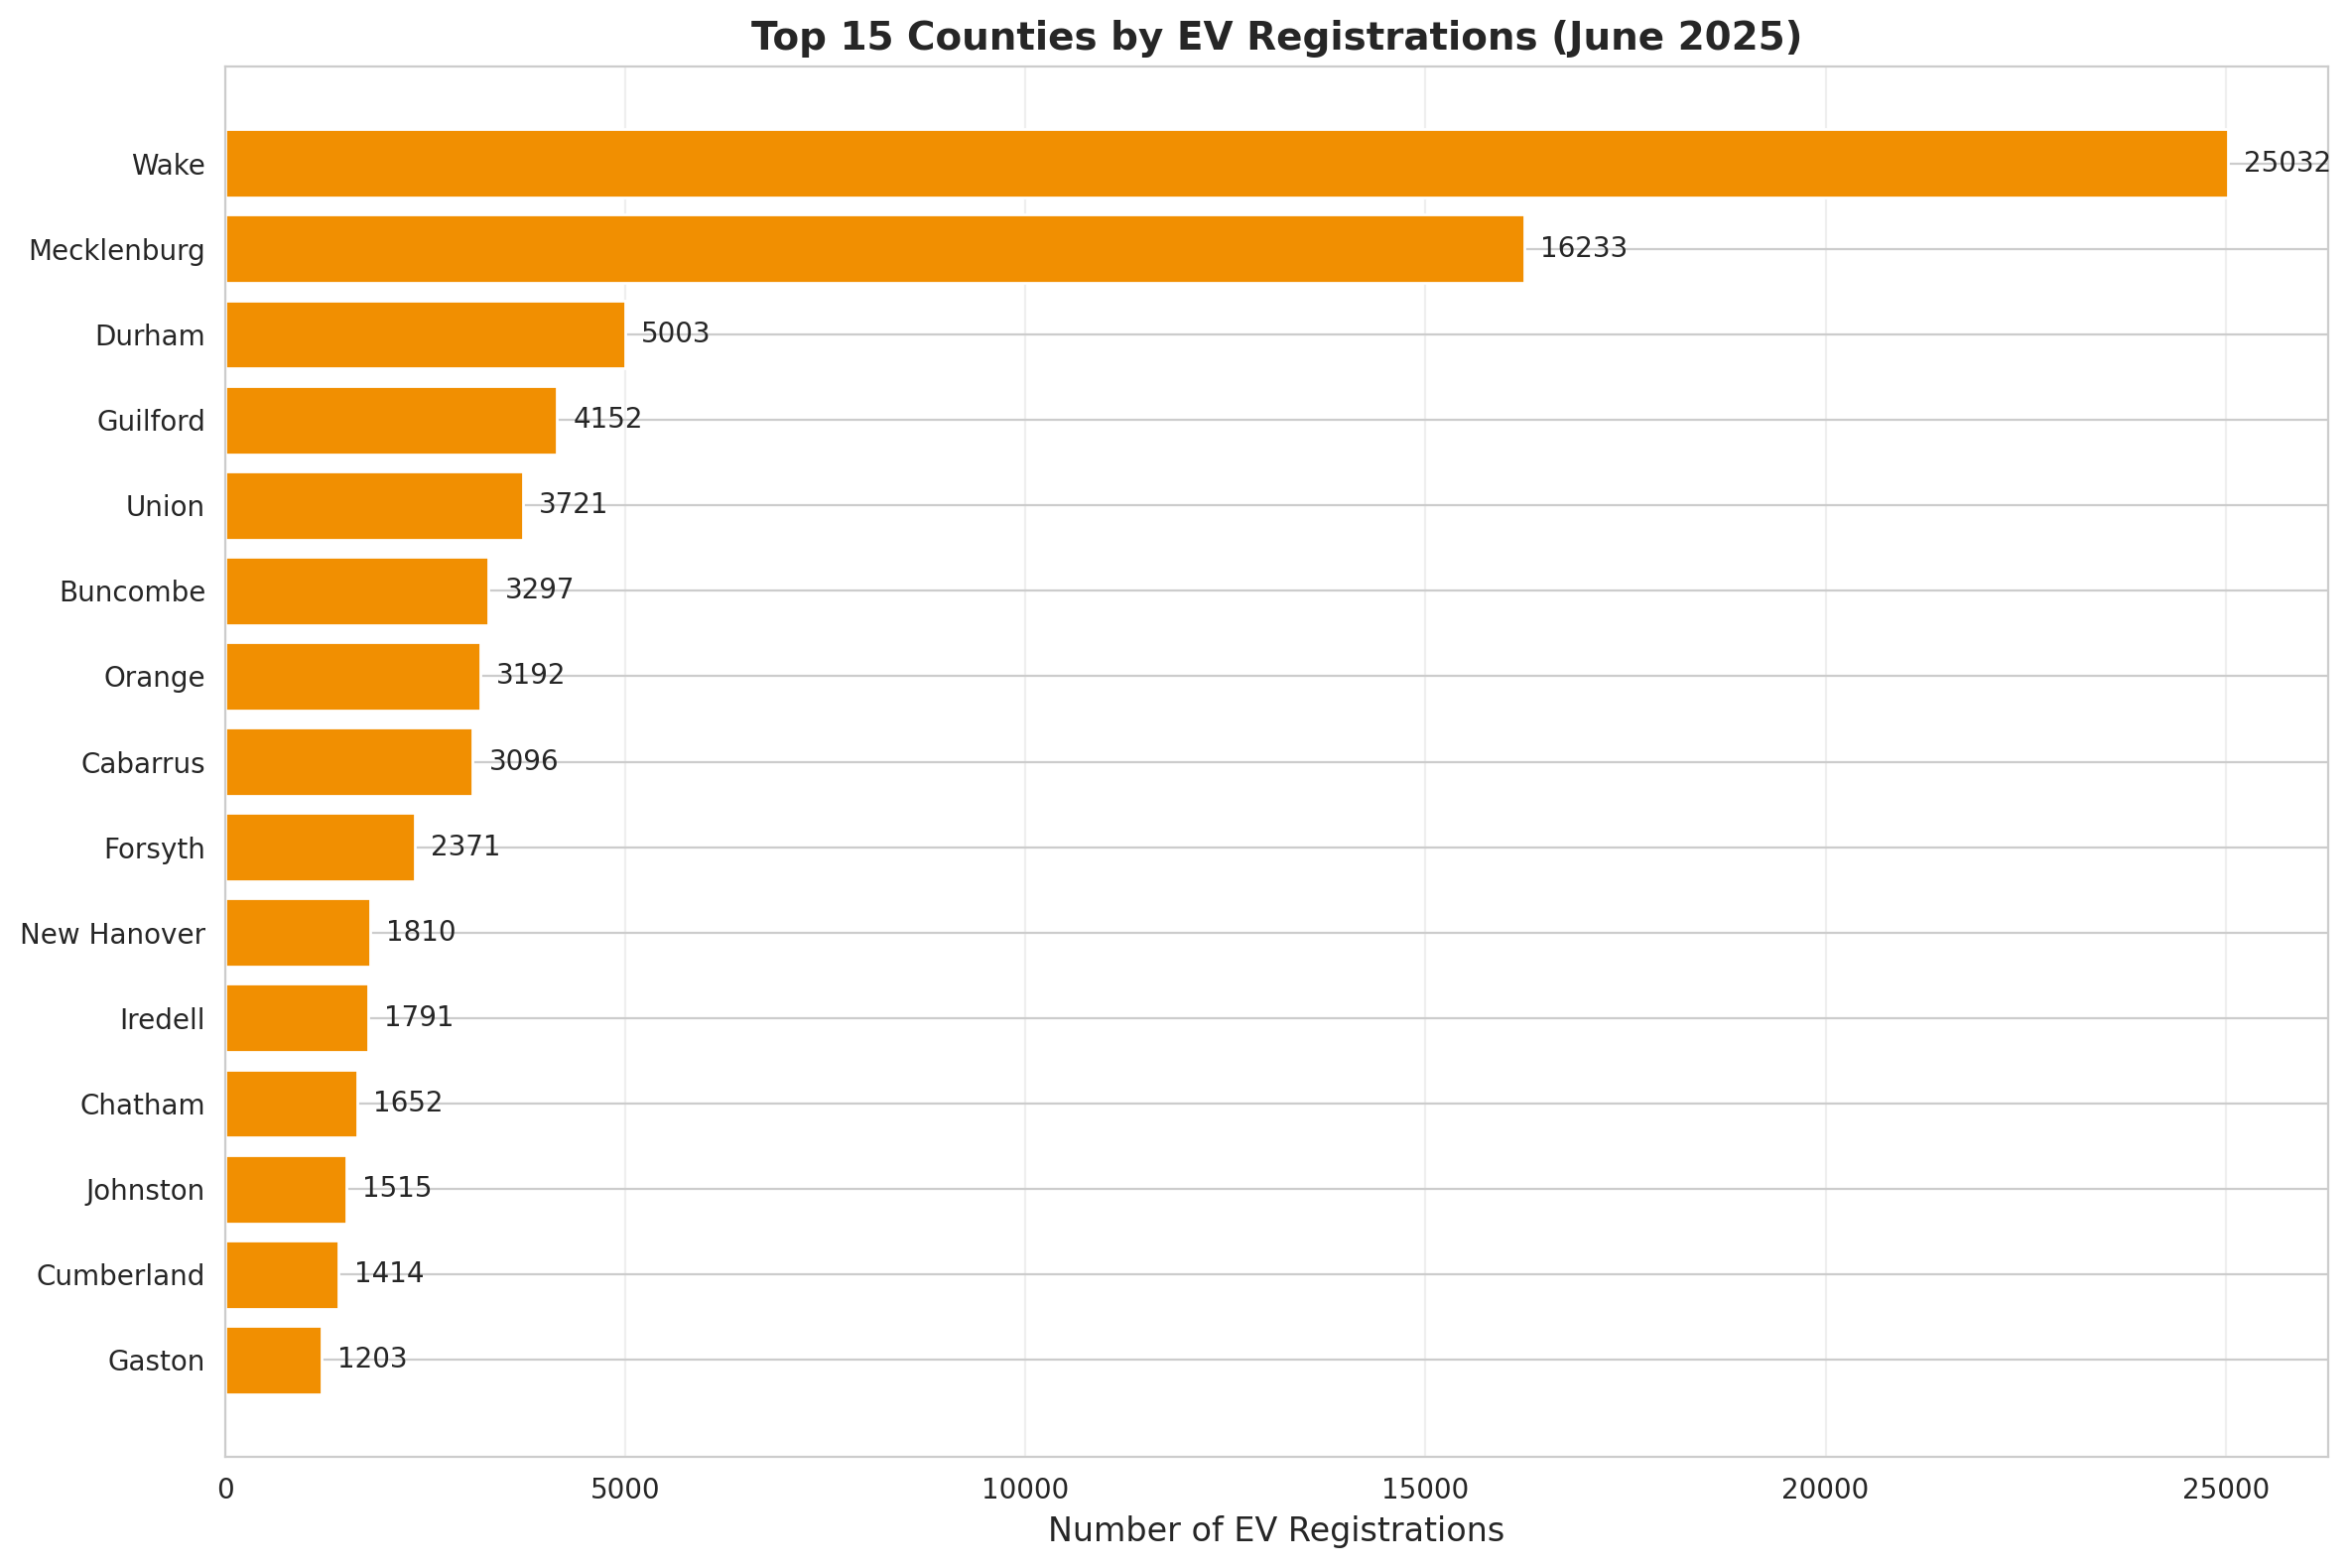 Top 15 Counties by EV Registrations (June 2025)
Wake 25032
Mecklenburg 16233
Durham 5003
Guilford 4152
Union 3721
Buncombe 3297
Orange 3192
Cabarrus 3096
Forsyth 2371
New Hanover 1810
Iredell 1791
Chatham 1652
Johnston 1515
Cumberland 1414
Gaston 1203
0 5000 10000 15000 20000 25000
Number of EV Registrations